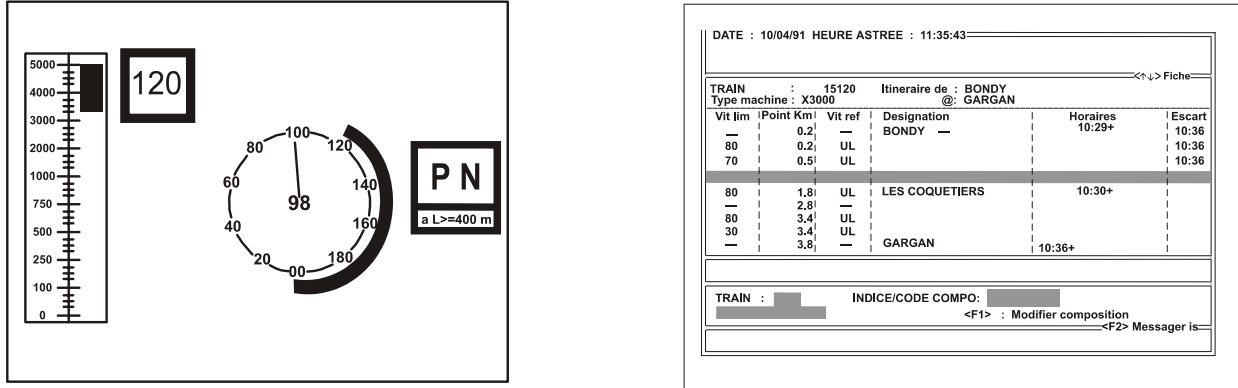 5000
4000
3000
2000
1000
750
500
250
100
0
120
100
80
120
60
140
98
40
160
20
180
00
P N
a L>=400 m
DATE : 10/04/91 HEURE ASTREE : 11:35:43
<↑↓> Fiche
TRAIN : 15120 Itineraire de : BONDY
Type machine : X3000 @: GARGAN
Vit lim Point Km Vit ref Designation Horaires Escart
— 0.2 — BONDY — 10:29+ 10:36
80 0.2 UL 10:36
70 0.5 UL 10:36
80 1.8 UL LES COQUETIERS 10:30+
— 2.8 —
80 3.4 UL
30 3.4 UL
— 3.8 — GARGAN 10:36+
TRAIN : INDICE/CODE COMPO:
<F1> : Modifier composition
<F2> Messager is